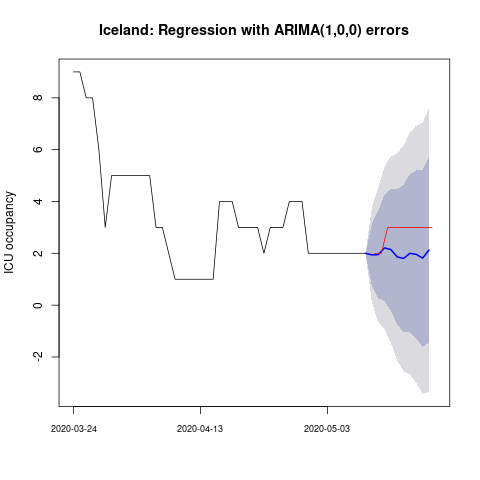 Iceland: Regression with ARIMA(1,0,0) errors
ICU occupancy
8
6
4
2
0
-2
2020-03-24 2020-04-13 2020-05-03